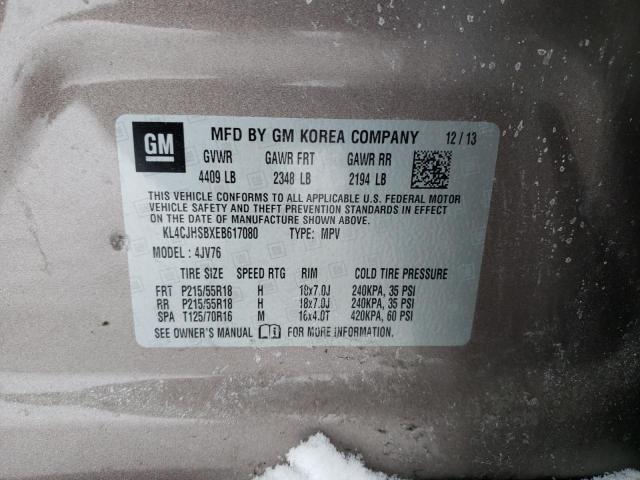 GM MFD BY GM KOREA COMPANY 12/13
GVWR GAWR FRT GAWR RR
4409 LB 2348 LB 2194 LB
THIS VEHICLE CONFORMS TO ALL APPLICABLE U.S. FEDERAL MOTOR
VEHICLE SAFETY AND THEFT PREVENTION STANDARDS IN
EFFECT ON THE DATE OF MANUFACTURE SHOWN ABOVE.
KL4CJHSBXEB617080 TYPE: MPV
MODEL: 4JV76
TIRE SIZE SPEED RTG RIM COLD TIRE PRESSURE
FRT P215/55R18 H 18x7.0J 240KPA, 35 PSI
RR P215/55R18 H 18x7.0J 240KPA, 35 PSI
SPA T125/70R16 M 16x4.0T 420KPA, 60 PSI
SEE OWNER'S MANUAL FOR MORE INFORMATION.